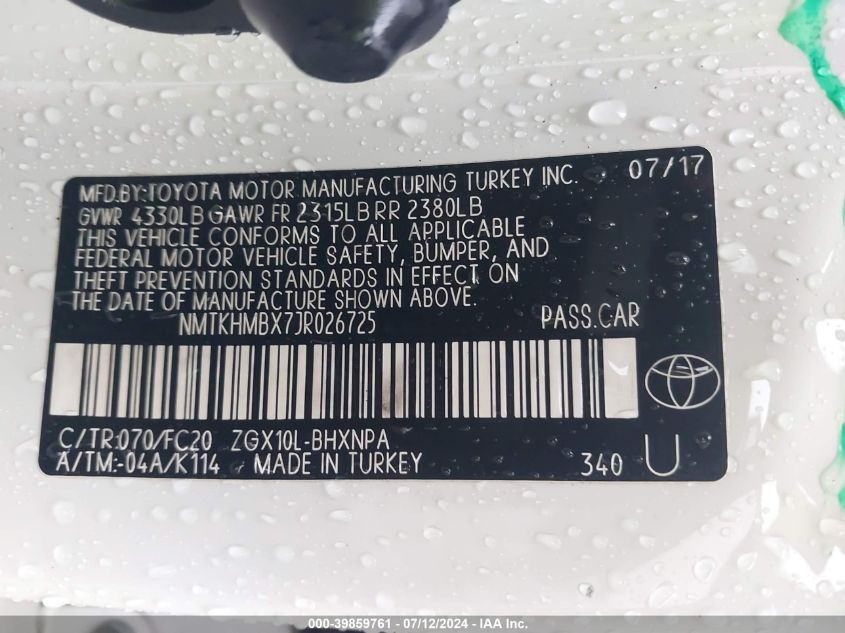 MFD.BY:TOYOTA MOTOR MANUFACTURING TURKEY INC. 07/17
GVWR 4330LB GAWR FR 2315LB RR 2380LB
THIS VEHICLE CONFORMS TO ALL APPLICABLE
FEDERAL MOTOR VEHICLE SAFETY, BUMPER, AND
THEFT PREVENTION STANDARDS IN EFFECT ON
THE DATE OF MANUFACTURE SHOWN ABOVE.
NMTKHMBX7JR026725 PASS.CAR
C/TR:070/FC20 ZGX10L-BHXNPA
A/TM:-04A/K114 MADE IN TURKEY 340 U
000-39859761 - 07/12/2024 - IAA Inc.